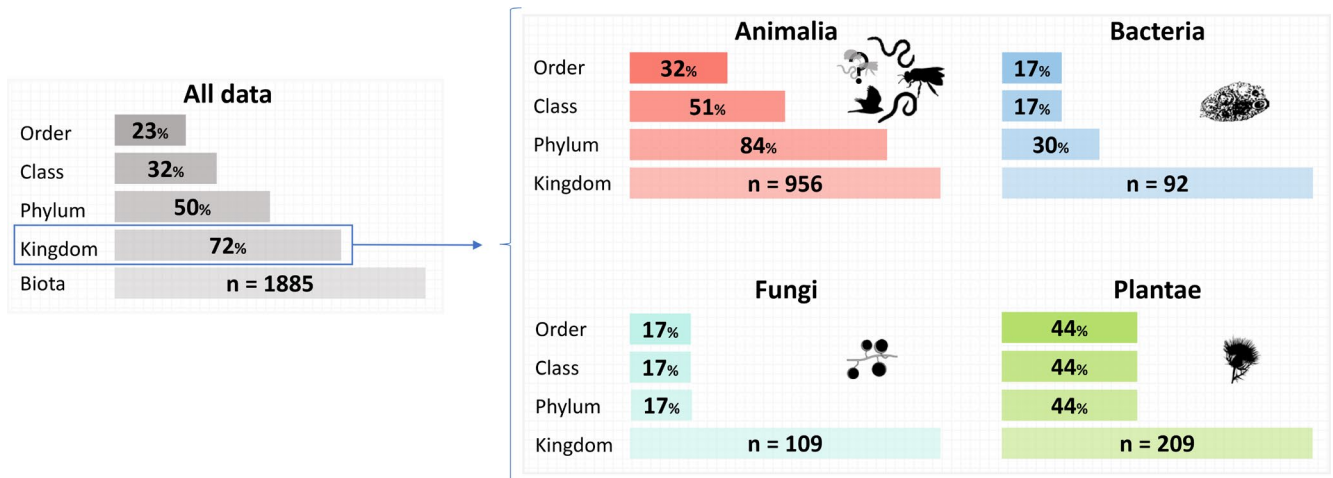 All data
Order 23%
Class 32%
Phylum 50%
Kingdom 72%
Biota n = 1885
Animalia
Order 32%
Class 51%
Phylum 84%
Kingdom n = 956
?
Bacteria
17%
17%
30%
n = 92
Fungi
Order 17%
Class 17%
Phylum 17%
Kingdom n = 109
Plantae
44%
44%
44%
n = 209